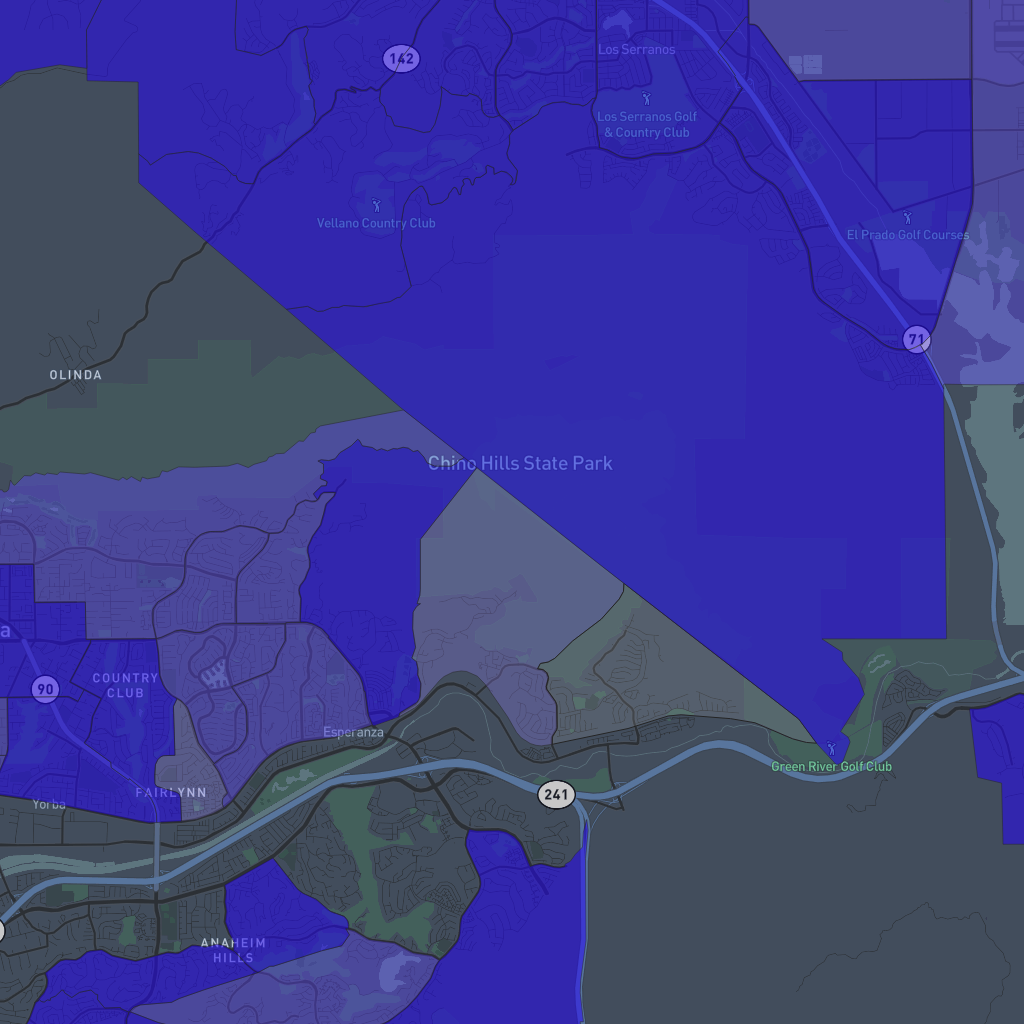 142
Los Serranos
Los Serranos Golf
& Country Club
Vellano Country Club
El Prado Golf Courses
71
OLINDA
Chino Hills State Park
a
90
COUNTRY
CLUB
Esperanza
Green River Golf Club
FAIRLYNN
241
Yorba
ANAHEIM
HILLS